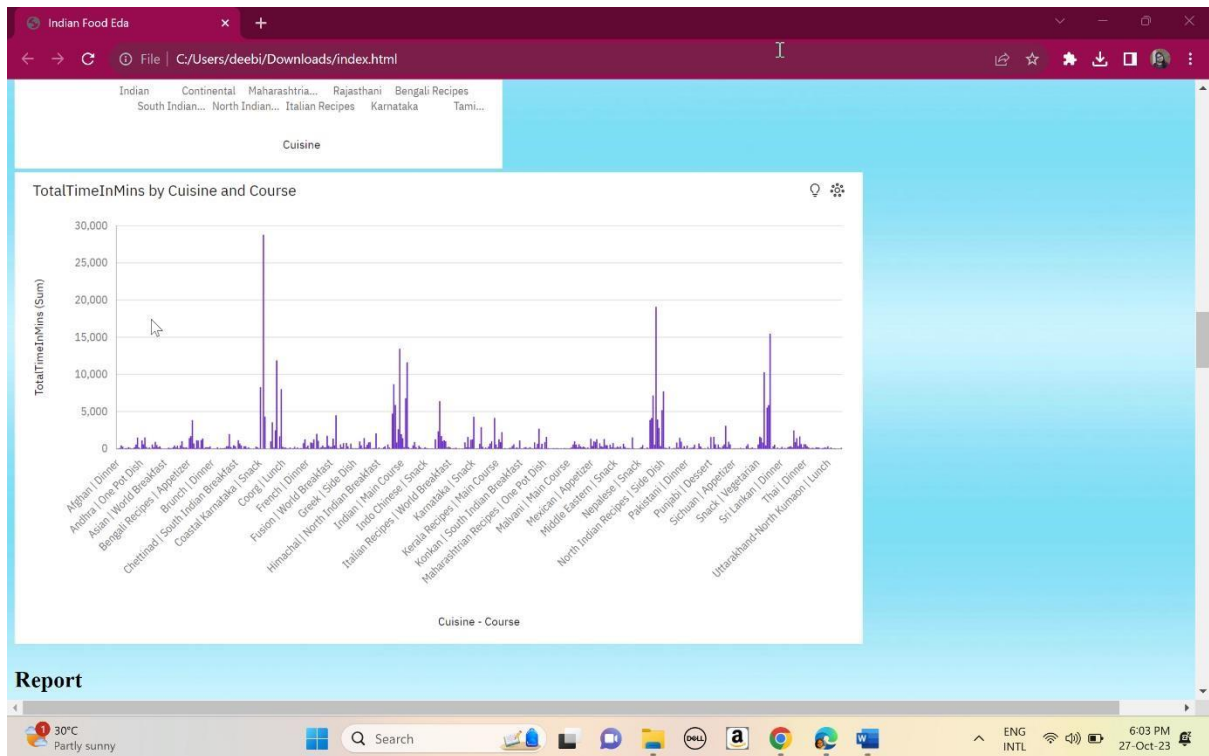 Indian Food Eda
File | C:/Users/deebi/Downloads/index.html
Indian Continental Maharashtria... Rajasthani Bengali Recipes
South Indian... North Indian... Italian Recipes Karnataka Tami...
Cuisine
TotalTimeInMins by Cuisine and Course
30,000
25,000
20,000
15,000
10,000
5,000
0
TotalTimeInMins (Sum)
Afghan | Dinner
Andhra | One Pot Dish
Asian | World Breakfast
Bengali Recipes | Appetizer
Brunch | Dinner
Chettinad | South Indian Breakfast
Coastal Karnataka | Snack
Coorg | Lunch
French | Dinner
Fusion | World Breakfast
Greek | Side Dish
Himachal | North Indian Breakfast
Indian | Main Course
Indo Chinese | Snack
Italian Recipes | World Breakfast
Karnataka | Snack
Kerala Recipes | Main Course
Konkan | South Indian Breakfast
Maharashtrian Recipes | One Pot Dish
Malvani | Main Course
Mexican | Appetizer
Middle Eastern | Snack
Nepalese | Snack
North Indian Recipes | Side Dish
Pakistani | Dinner
Punjabi | Dessert
Sichuan | Appetizer
Snack | Vegetarian
Sri Lankan | Dinner
Thai | Dinner
Uttarakhand-North Kumaon | Lunch
Cuisine - Course
Report
1
30°C
Partly sunny
Search
DELL
a
W
ENG
INTL
6:03 PM
27-Oct-23